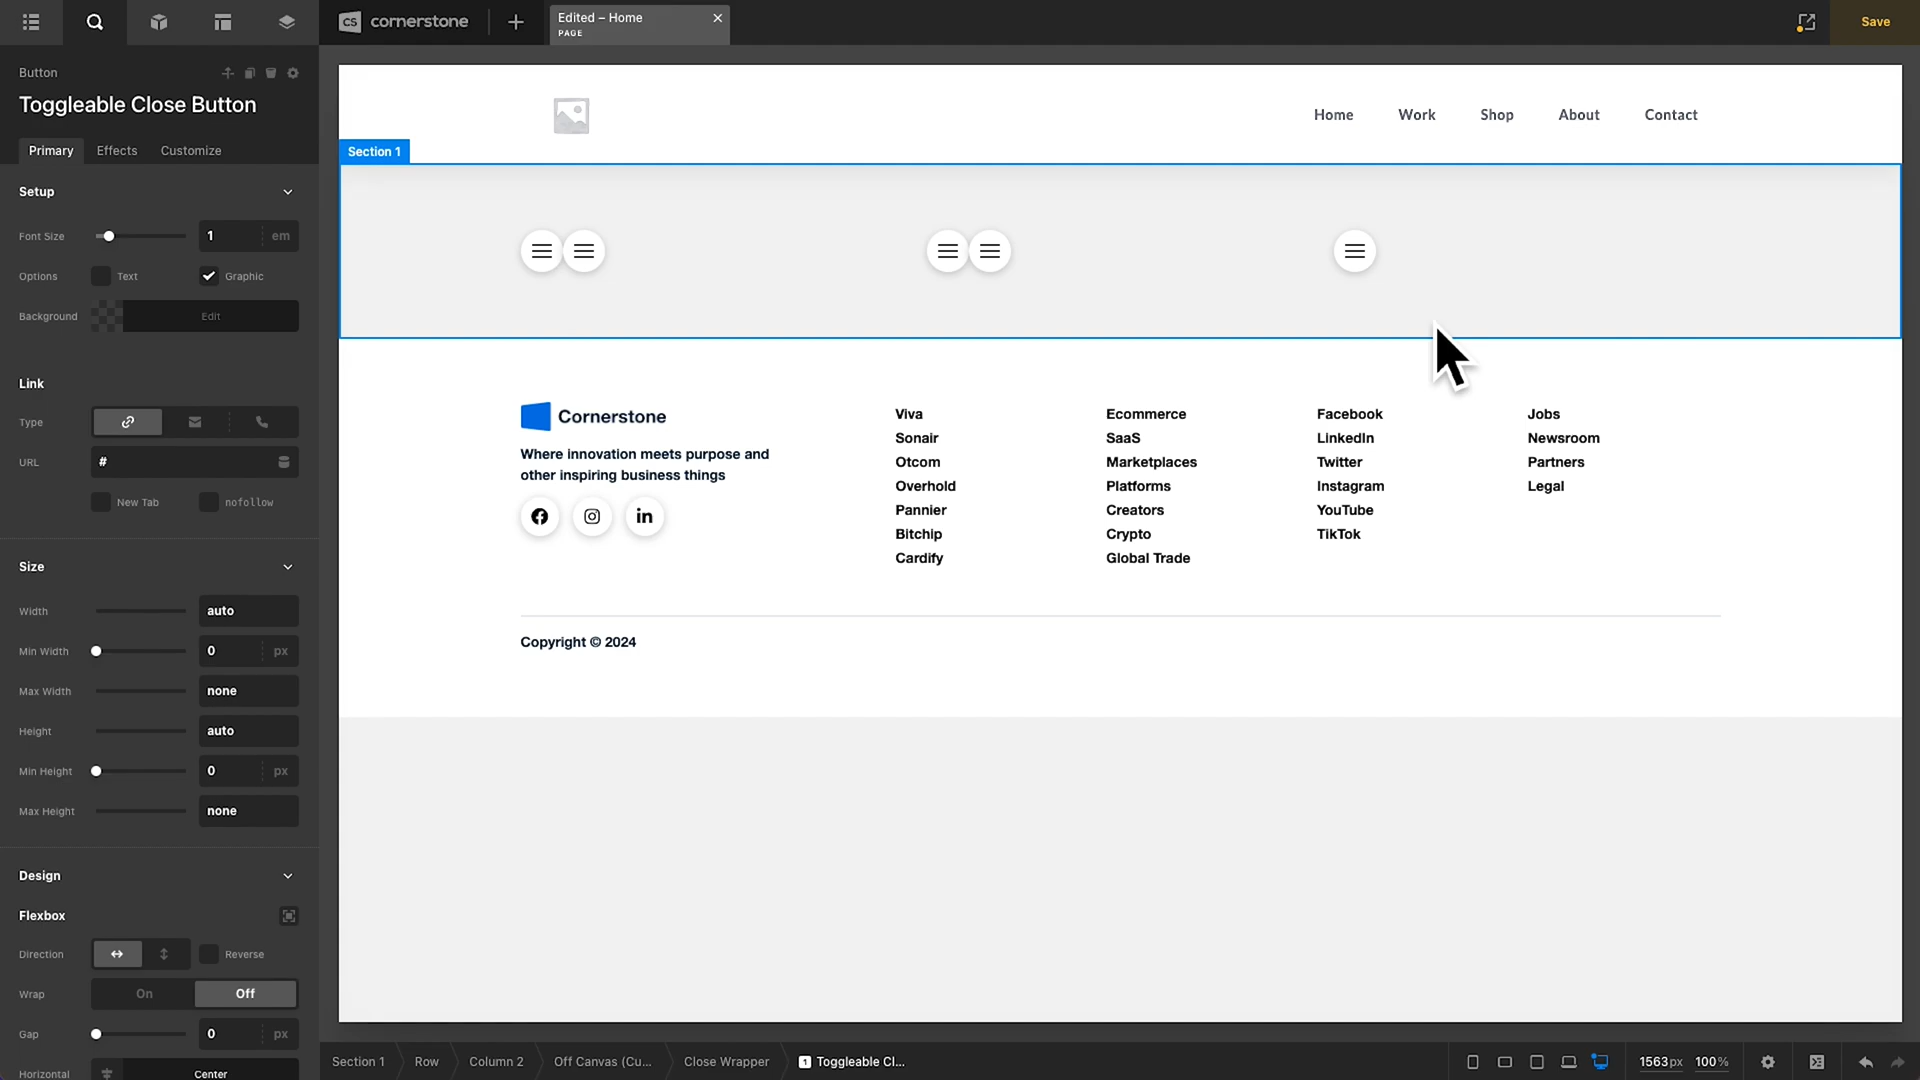 CS cornerstone
Edited – Home
PAGE
Save
Button
Toggleable Close Button
Primary
Effects
Customize
Setup
Font Size
1
em
Options
Text
Graphic
Background
Edit
Link
Type
URL
#
New Tab
nofollow
Size
Width
auto
Min Width
0
px
Max Width
none
Height
auto
Min Height
0
px
Max Height
none
Design
Flexbox
Direction
Reverse
Wrap
On
Off
Gap
0
px
Horizontal
Center
Home
Work
Shop
About
Contact
Section 1
Cornerstone
Where innovation meets purpose and
other inspiring business things
in
Viva
Sonair
Otcom
Overhold
Pannier
Bitchip
Cardify
Ecommerce
SaaS
Marketplaces
Platforms
Creators
Crypto
Global Trade
Facebook
LinkedIn
Twitter
Instagram
YouTube
TikTok
Jobs
Newsroom
Partners
Legal
Copyright © 2024
Section 1
Row
Column 2
Off Canvas (Cu...
Close Wrapper
1 Toggleable Cl...
1563px
100%